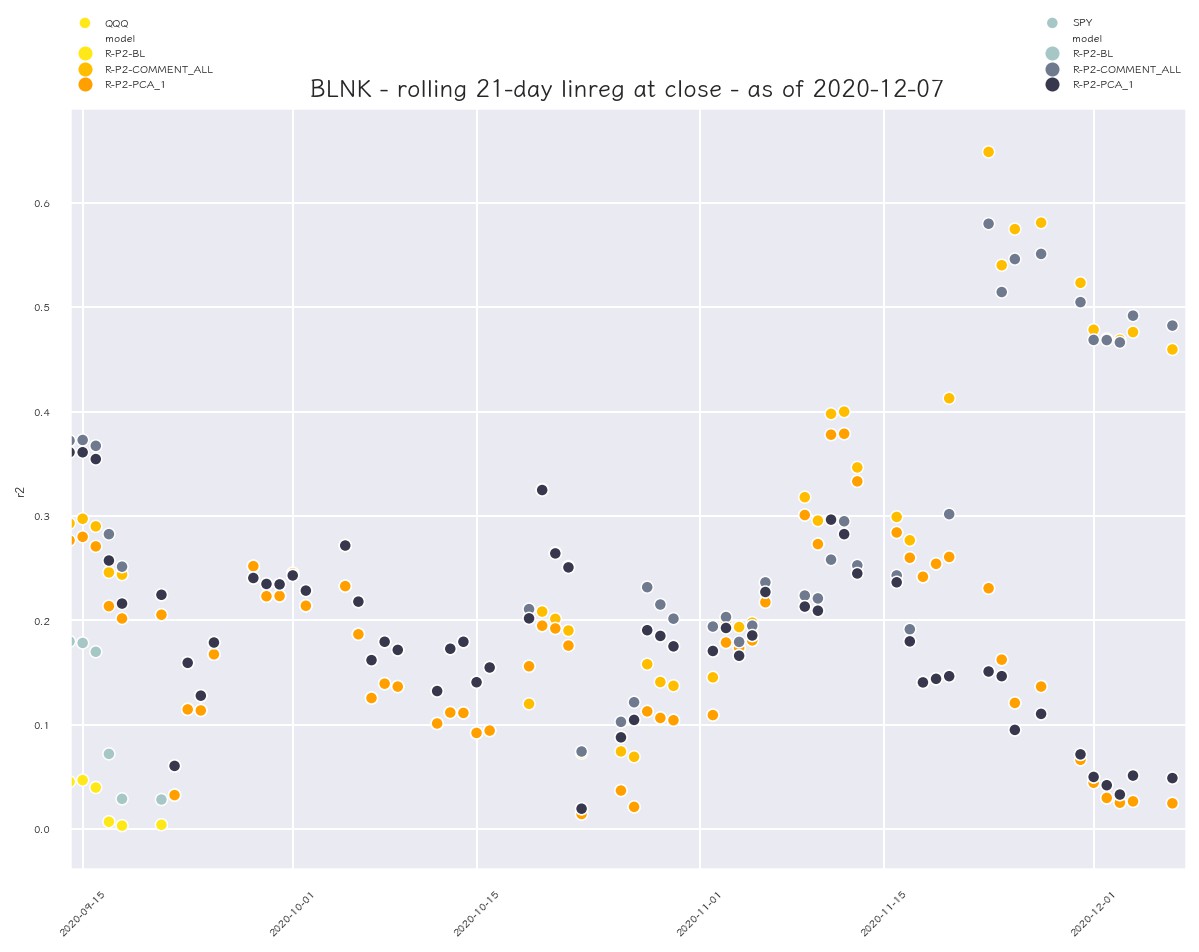 QQQ
model
R-P2-BL
R-P2-COMMENT_ALL
R-P2-PCA_1
SPY
model
R-P2-BL
R-P2-COMMENT_ALL
R-P2-PCA_1
BLNK - rolling 21-day linreg at close - as of 2020-12-07
0.6
0.5
0.4
0.3
0.2
0.1
0.0
r2
2020-09-15
2020-10-01
2020-10-15
2020-11-01
2020-11-15
2020-12-01